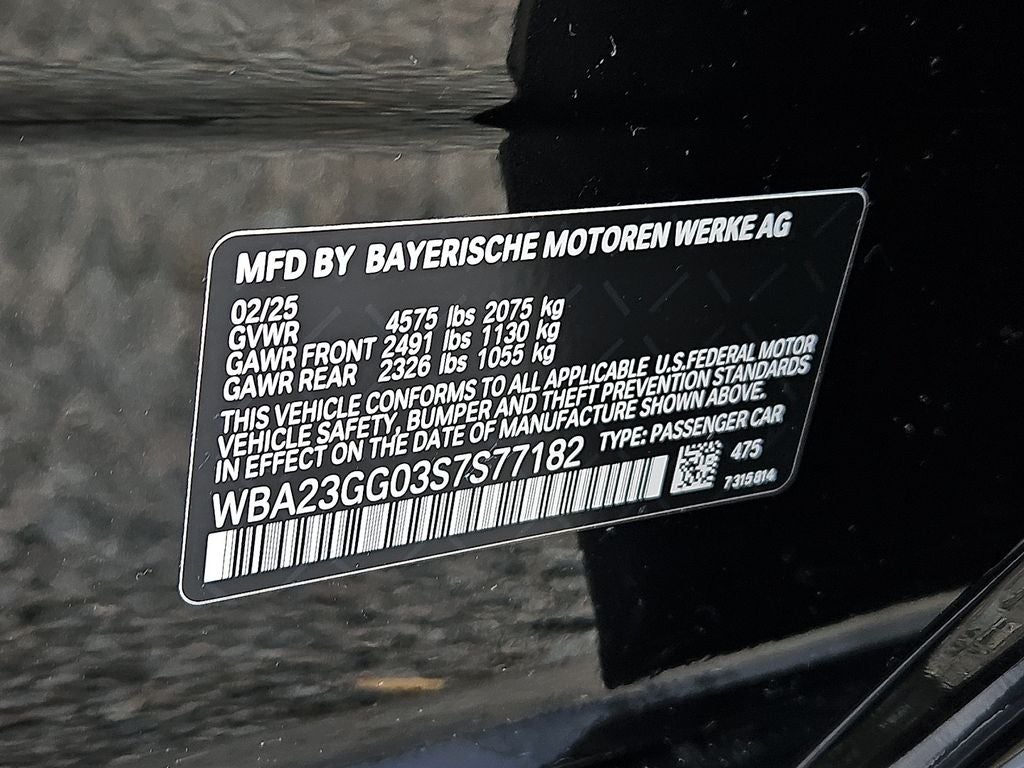 MFD BY BAYERISCHE MOTOREN WERKE AG
02/25
GVWR 4575 lbs 2075 kg
GAWR FRONT 2491 lbs 1130 kg
GAWR REAR 2326 lbs 1055 kg
THIS VEHICLE CONFORMS TO ALL APPLICABLE U.S.FEDERAL MOTOR
VEHICLE SAFETY, BUMPER AND THEFT PREVENTION STANDARDS
IN EFFECT ON THE DATE OF MANUFACTURE SHOWN ABOVE.
WBA23GG03S7S77182 TYPE: PASSENGER CAR
475
7315814